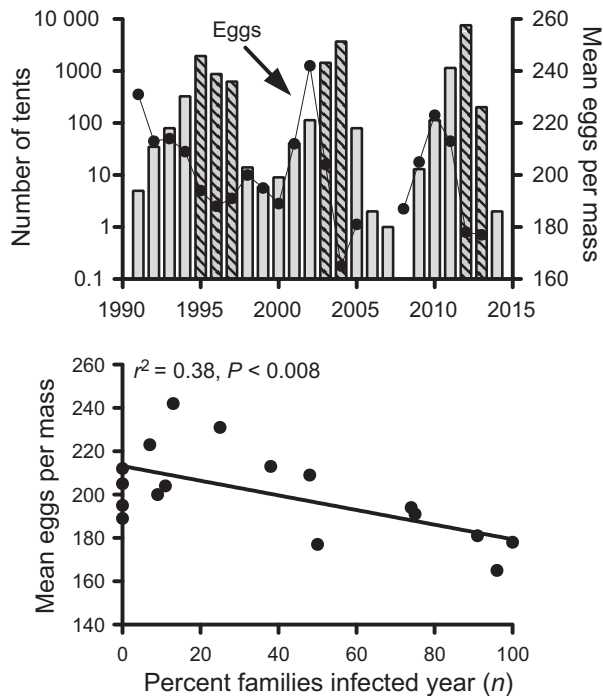 Eggs
Number of tents
10 000
1000
100
10
1
0.1
260
240
220
200
180
160
Mean eggs per mass
1990 1995 2000 2005 2010 2015
r² = 0.38, P < 0.008
Mean eggs per mass
260
240
220
200
180
160
140
0 20 40 60 80 100
Percent families infected year (n)